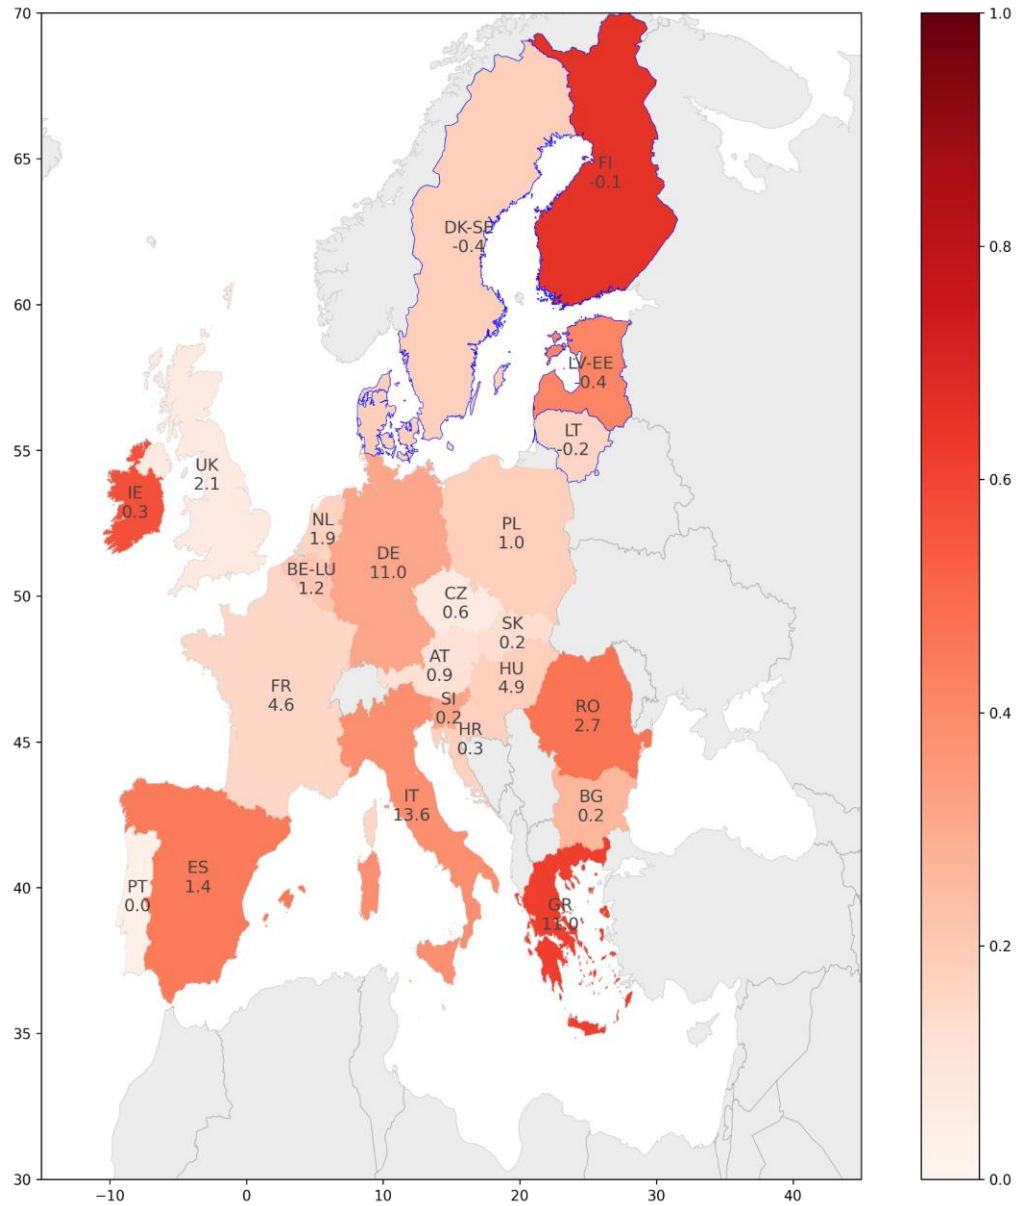 70
1.0
65
FI
-0.1
DK-SE
-0.4
0.8
60
LV-EE
-0.4
LT
-0.2
55
UK
2.1
IE
0.3
0.6
NL
1.9
PL
1.0
DE
11.0
BE-LU
1.2
50
CZ
0.6
SK
0.2
AT
0.9
HU
4.9
FR
4.6
SI
0.2
RO
2.7
0.4
HR
0.3
45
IT
13.6
BG
0.2
ES
1.4
PT
0.0
40
GR
11.0
0.2
35
30
0.0
−10
0
10
20
30
40